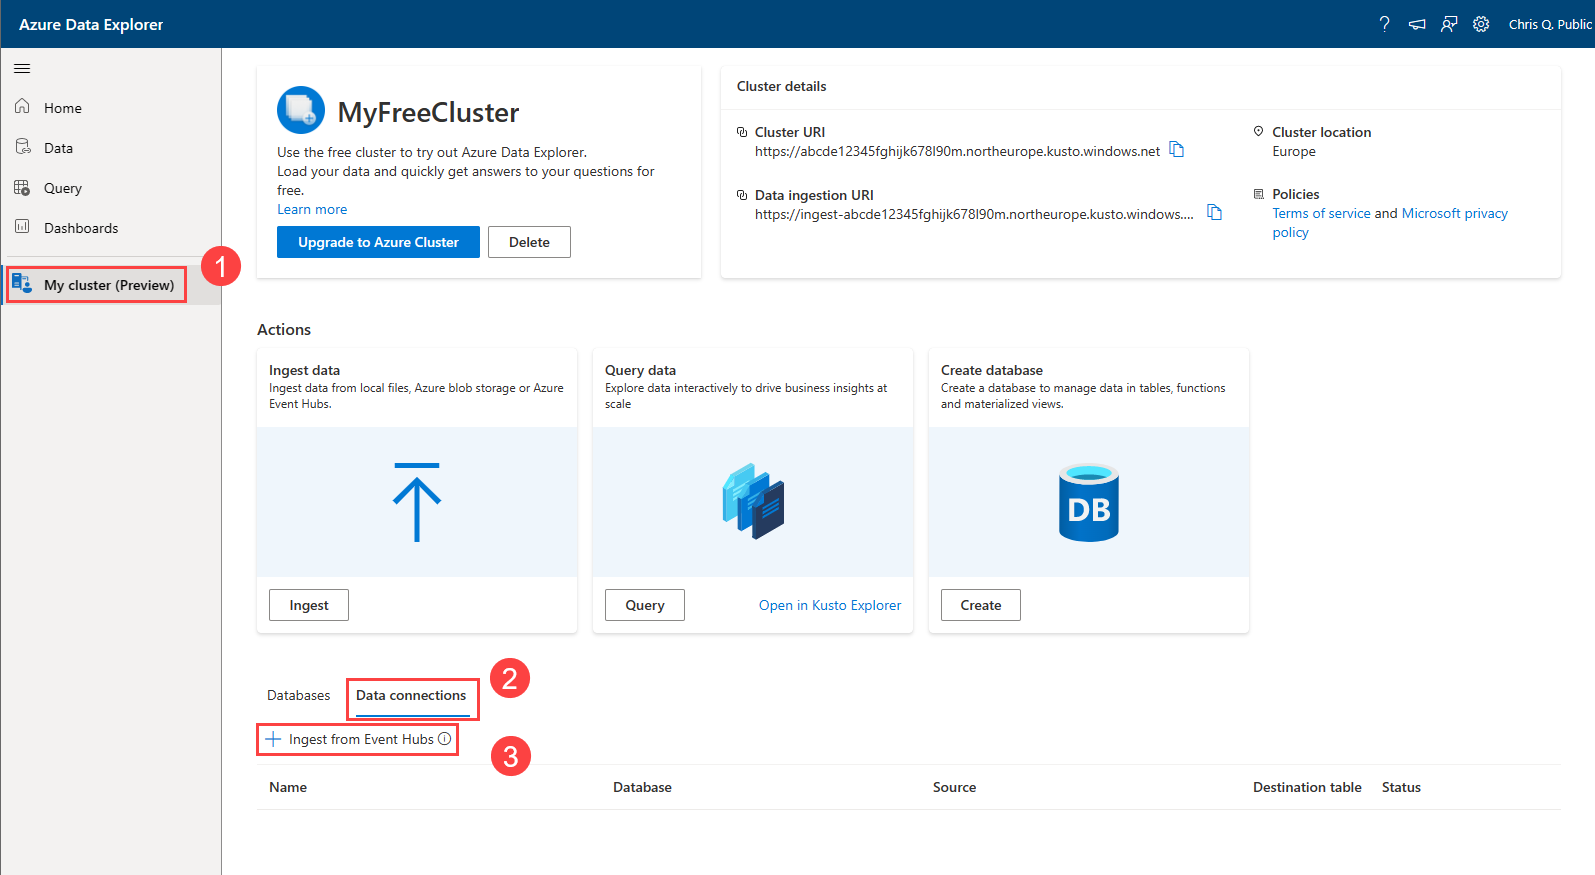 Azure Data Explorer
Chris Q. Public
Home
Data
Query
Dashboards
My cluster (Preview)
1
MyFreeCluster
Use the free cluster to try out Azure Data Explorer.
Load your data and quickly get answers to your questions for
free.
Learn more
Upgrade to Azure Cluster
Delete
Cluster details
Cluster URI
https://abcde12345fghijk678l90m.northeurope.kusto.windows.net
Data ingestion URI
https://ingest-abcde12345fghijk678l90m.northeurope.kusto.windows....
Cluster location
Europe
Policies
Terms of service and Microsoft privacy
policy
Actions
Ingest data
Ingest data from local files, Azure blob storage or Azure
Event Hubs.
Ingest
Query data
Explore data interactively to drive business insights at
scale
Query
Open in Kusto Explorer
Create database
Create a database to manage data in tables, functions
and materialized views.
DB
Create
Databases
Data connections
2
Ingest from Event Hubs
3
Name
Database
Source
Destination table
Status